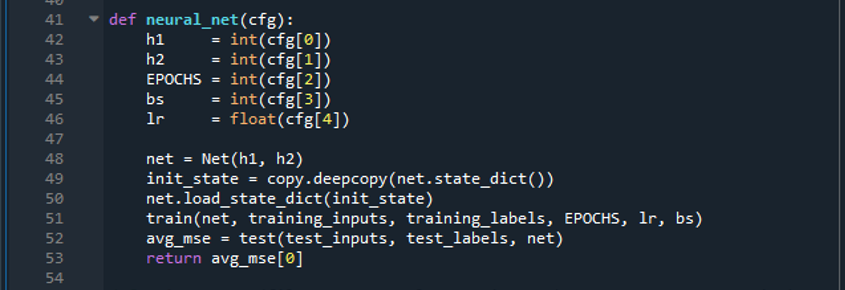 41 def neural_net(cfg):
42     h1     = int(cfg[0])
43     h2     = int(cfg[1])
44     EPOCHS = int(cfg[2])
45     bs     = int(cfg[3])
46     lr     = float(cfg[4])
47
48     net = Net(h1, h2)
49     init_state = copy.deepcopy(net.state_dict())
50     net.load_state_dict(init_state)
51     train(net, training_inputs, training_labels, EPOCHS, lr, bs)
52     avg_mse = test(test_inputs, test_labels, net)
53     return avg_mse[0]
54